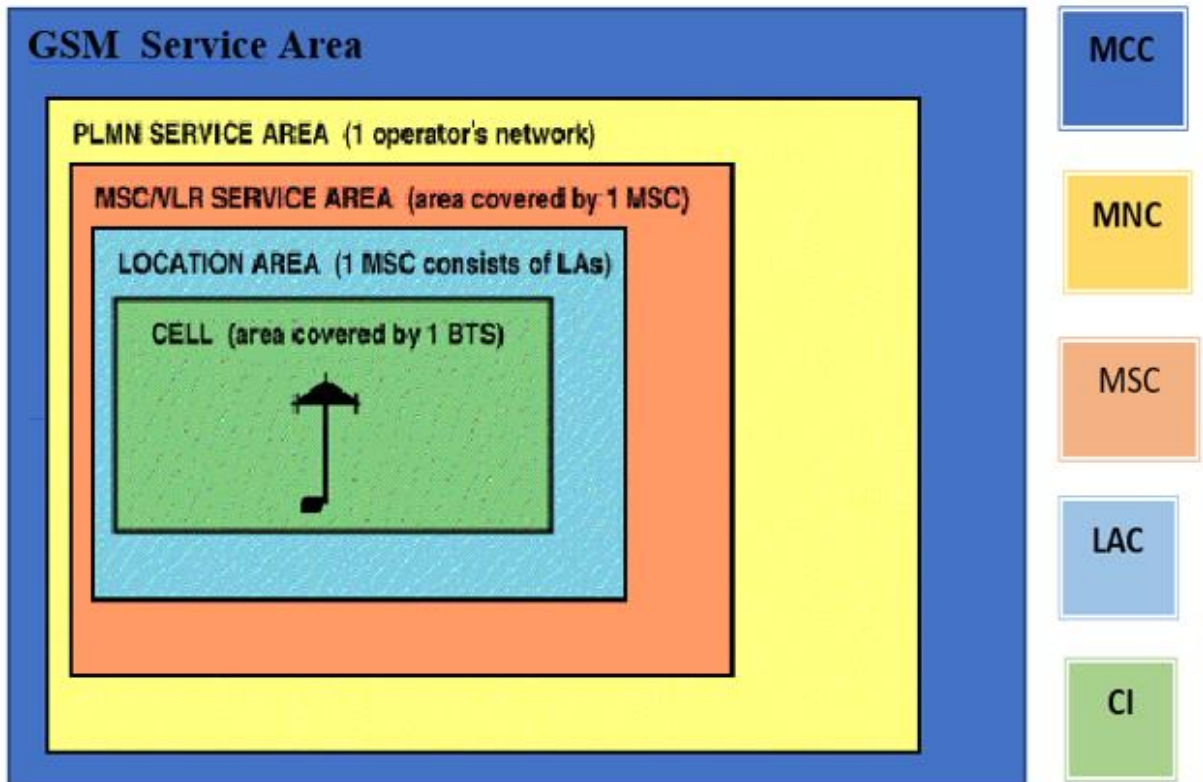 GSM Service Area
PLMN SERVICE AREA (1 operator's network)
MSC/VLR SERVICE AREA (area covered by 1 MSC)
LOCATION AREA (1 MSC consists of LAs)
CELL (area covered by 1 BTS)
MCC
MNC
MSC
LAC
CI